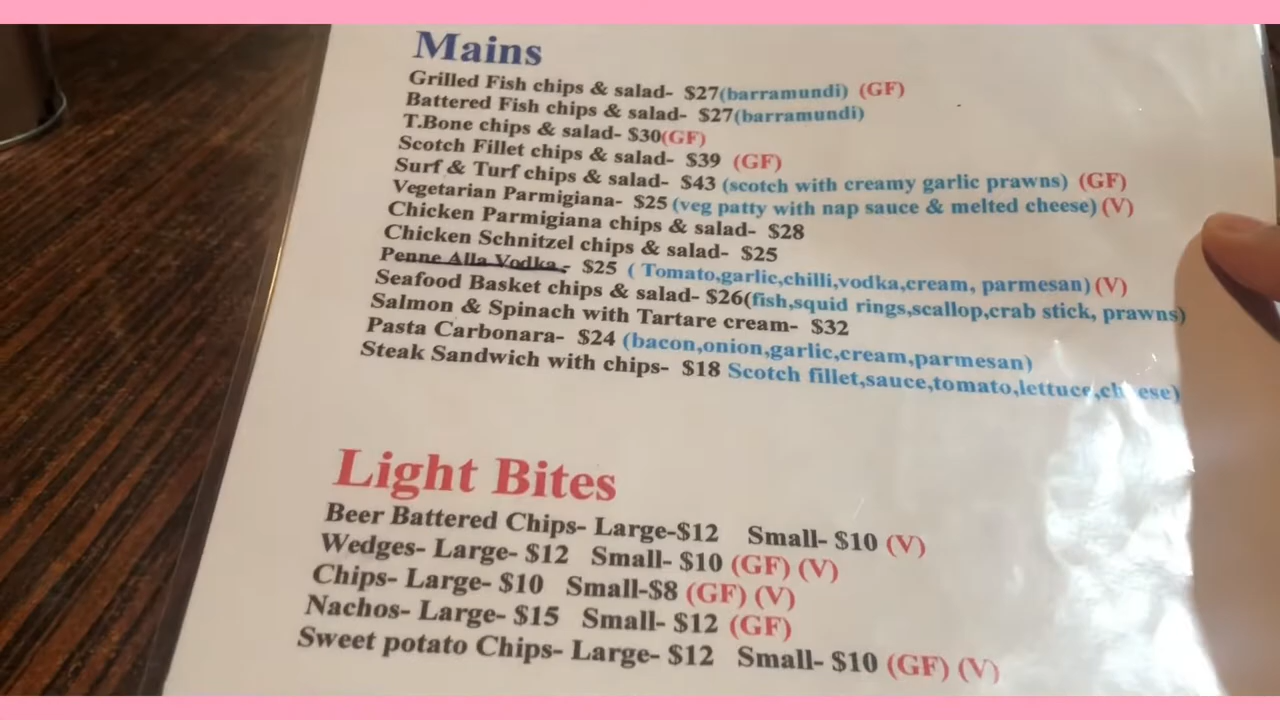 Mains
Grilled Fish chips & salad- $27(barramundi) (GF)
Battered Fish chips & salad- $27(barramundi)
T.Bone chips & salad- $30(GF)
Scotch Fillet chips & salad- $39 (GF)
Surf & Turf chips & salad- $43 (scotch with creamy garlic prawns) (GF)
Vegetarian Parmigiana- $25 (veg patty with nap sauce & melted cheese) (V)
Chicken Parmigiana chips & salad- $28
Chicken Schnitzel chips & salad- $25
Penne Alla Vodka- $25 ( Tomato,garlic,chilli,vodka,cream, parmesan) (V)
Seafood Basket chips & salad- $26(fish,squid rings,scallop,crab stick, prawns)
Salmon & Spinach with Tartare cream- $32
Pasta Carbonara- $24 (bacon,onion,garlic,cream,parmesan)
Steak Sandwich with chips- $18 Scotch fillet,sauce,tomato,lettuce,cheese)
Light Bites
Beer Battered Chips- Large-$12 Small- $10 (V)
Wedges- Large- $12 Small- $10 (GF) (V)
Chips- Large- $10 Small-$8 (GF) (V)
Nachos- Large- $15 Small- $12 (GF)
Sweet potato Chips- Large- $12 Small- $10 (GF) (V)